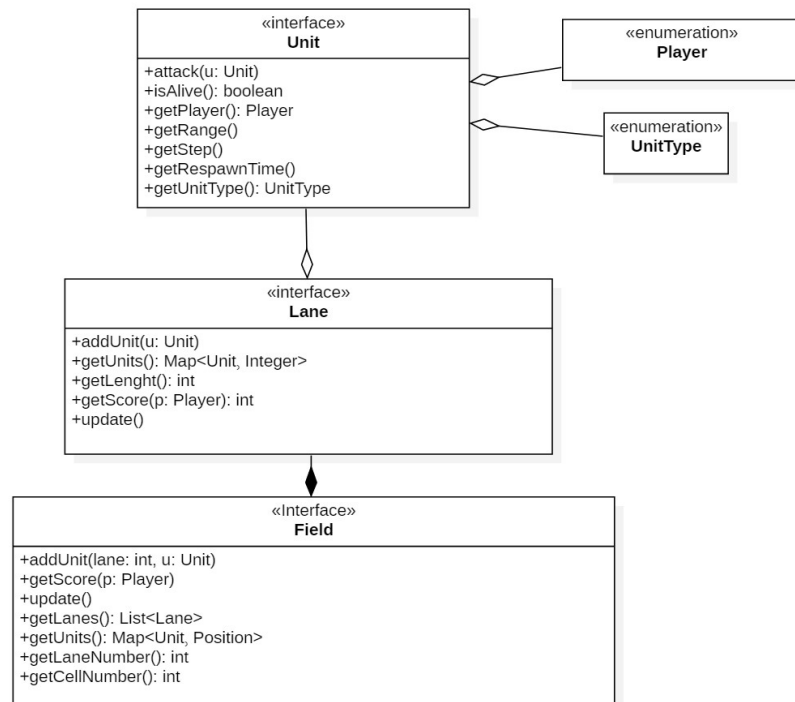 «interface»
Unit
+attack(u: Unit)
+isAlive(): boolean
+getPlayer(): Player
+getRange()
+getStep()
+getRespawnTime()
+getUnitType(): UnitType
«enumeration»
Player
«enumeration»
UnitType
«interface»
Lane
+addUnit(u: Unit)
+getUnits(): Map<Unit, Integer>
+getLenght(): int
+getScore(p: Player): int
+update()
«Interface»
Field
+addUnit(lane: int, u: Unit)
+getScore(p: Player)
+update()
+getLanes(): List<Lane>
+getUnits(): Map<Unit, Position>
+getLaneNumber(): int
+getCellNumber(): int